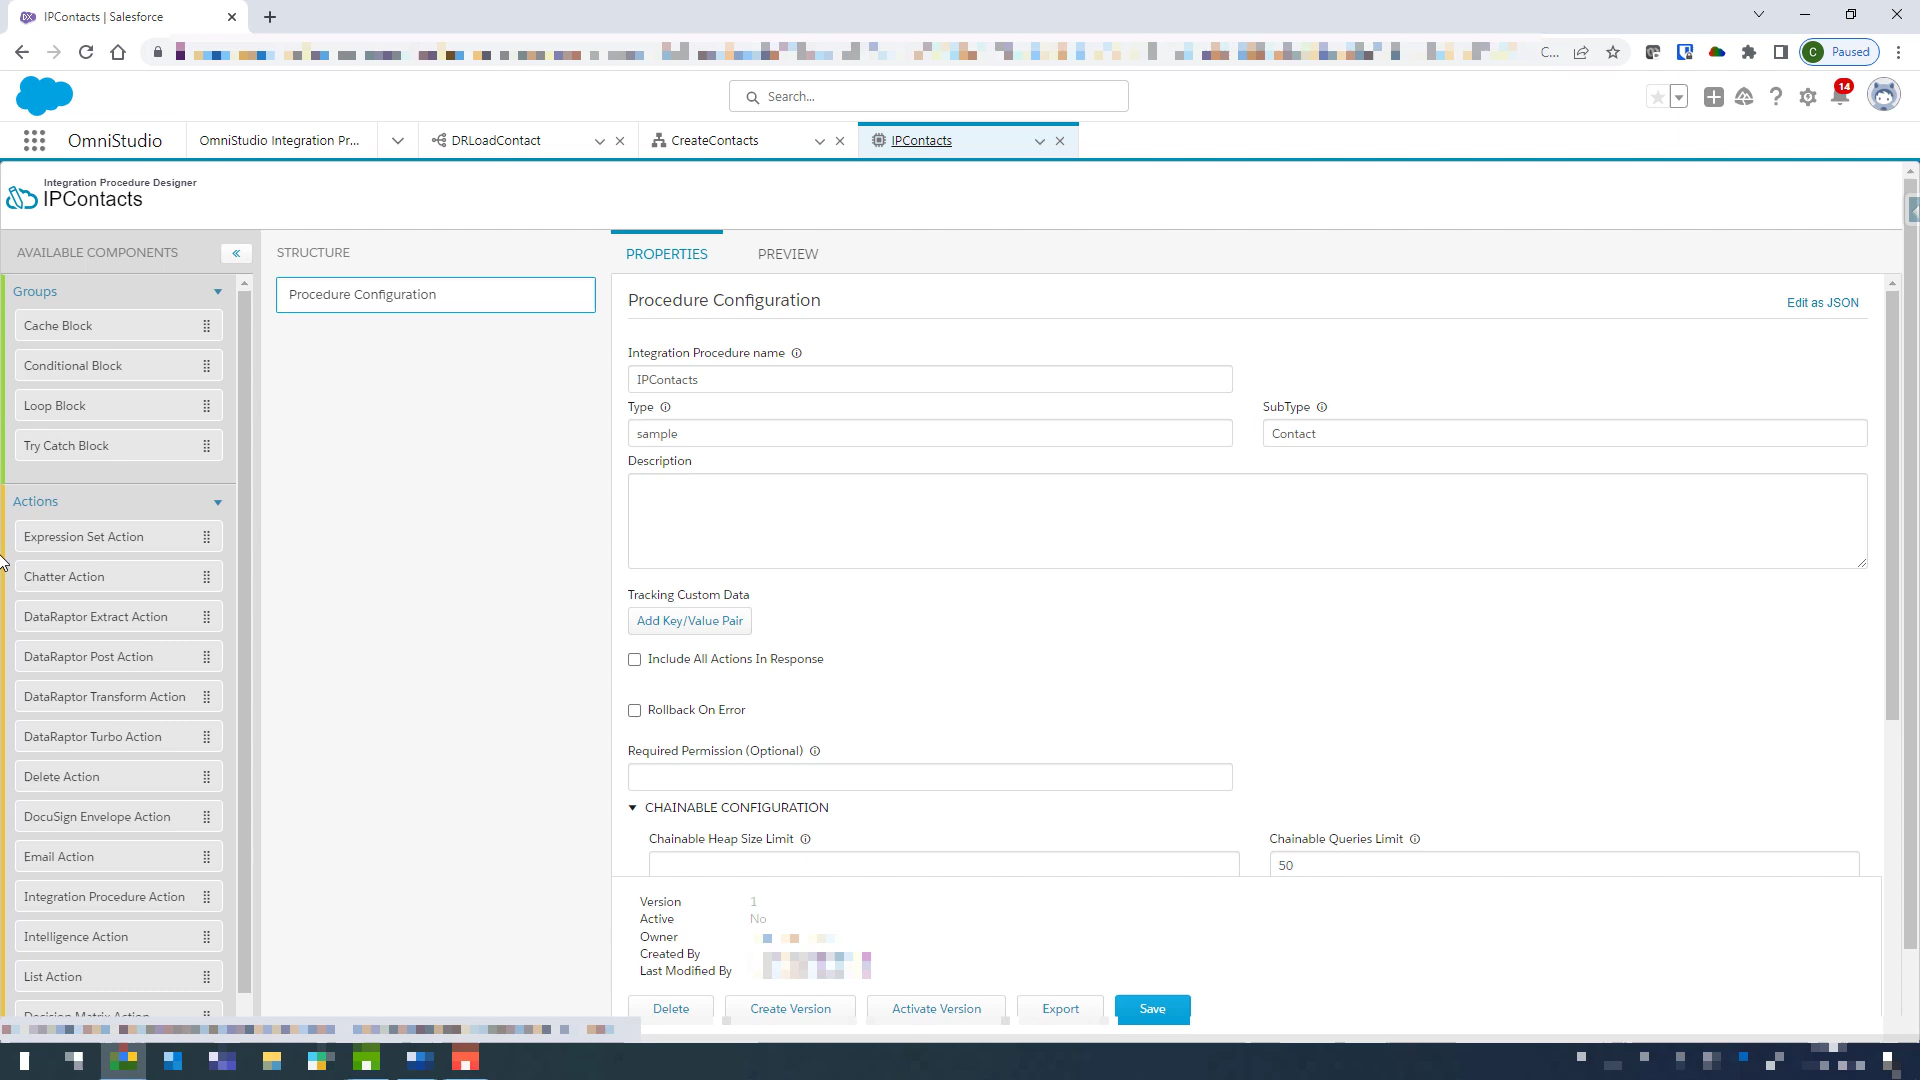 IPContacts | Salesforce
C...
C
Paused
Search...
14
OmniStudio
OmniStudio Integration Pr...
DRLoadContact
CreateContacts
IPContacts
Integration Procedure Designer
IPContacts
AVAILABLE COMPONENTS
STRUCTURE
PROPERTIES
PREVIEW
Groups
Cache Block
Conditional Block
Loop Block
Try Catch Block
Actions
Expression Set Action
Chatter Action
DataRaptor Extract Action
DataRaptor Post Action
DataRaptor Transform Action
DataRaptor Turbo Action
Delete Action
DocuSign Envelope Action
Email Action
Integration Procedure Action
Intelligence Action
List Action
Decision Matrix Action
Procedure Configuration
Procedure Configuration
Edit as JSON
Integration Procedure name
IPContacts
Type
SubType
sample
Contact
Description
Tracking Custom Data
Add Key/Value Pair
Include All Actions In Response
Rollback On Error
Required Permission (Optional)
CHAINABLE CONFIGURATION
Chainable Heap Size Limit
Chainable Queries Limit
50
Version 1
Active No
Owner
Created By
Last Modified By
Delete
Create Version
Activate Version
Export
Save